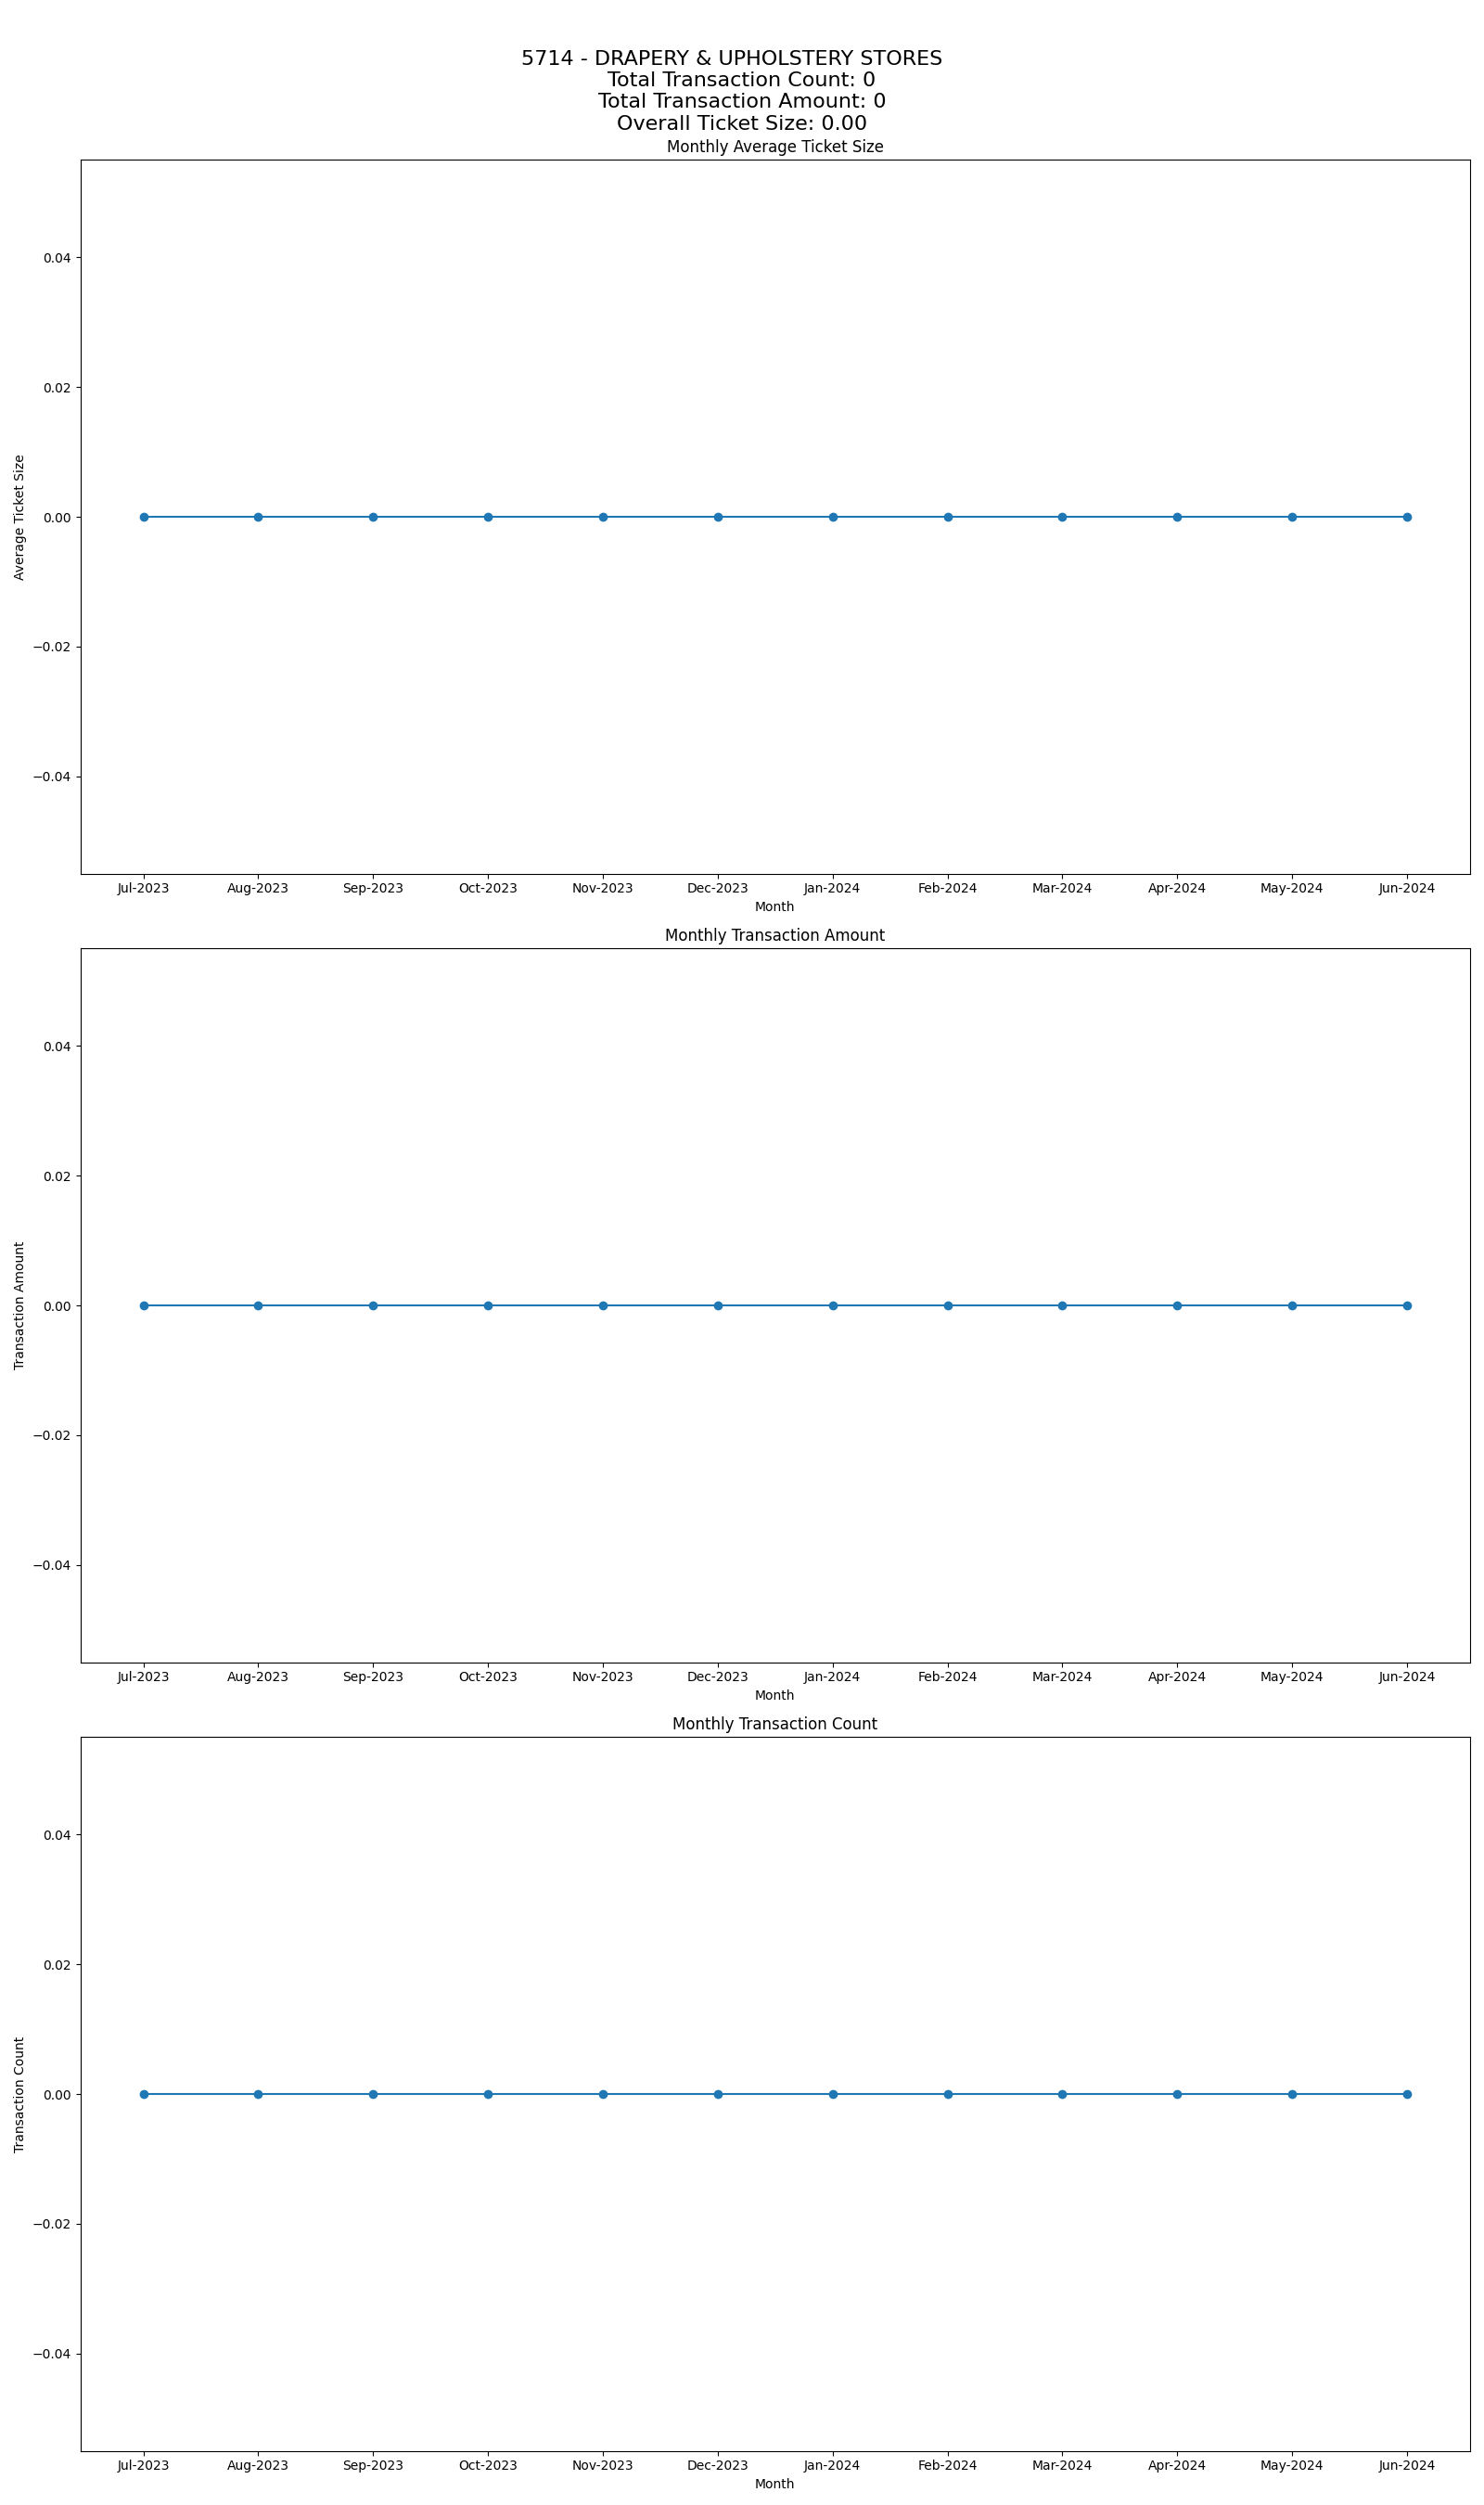 5714 - DRAPERY & UPHOLSTERY STORES
Total Transaction Count: 0
Total Transaction Amount: 0
Overall Ticket Size: 0.00
Monthly Average Ticket Size
0.04
0.02
0.00
−0.02
−0.04
Average Ticket Size
Jul-2023 Aug-2023 Sep-2023 Oct-2023 Nov-2023 Dec-2023 Jan-2024 Feb-2024 Mar-2024 Apr-2024 May-2024 Jun-2024
Month
Monthly Transaction Amount
0.04
0.02
0.00
−0.02
−0.04
Transaction Amount
Jul-2023 Aug-2023 Sep-2023 Oct-2023 Nov-2023 Dec-2023 Jan-2024 Feb-2024 Mar-2024 Apr-2024 May-2024 Jun-2024
Month
Monthly Transaction Count
0.04
0.02
0.00
−0.02
−0.04
Transaction Count
Jul-2023 Aug-2023 Sep-2023 Oct-2023 Nov-2023 Dec-2023 Jan-2024 Feb-2024 Mar-2024 Apr-2024 May-2024 Jun-2024
Month